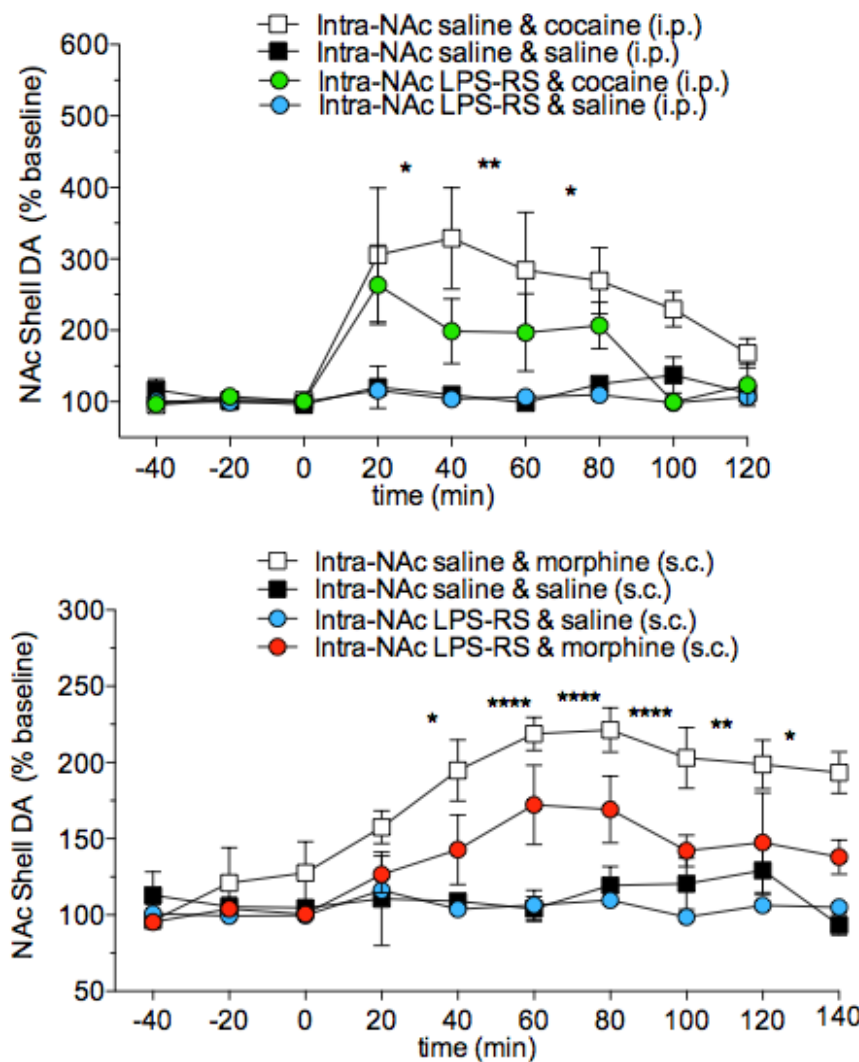 Intra-NAc saline & cocaine (i.p.)
Intra-NAc saline & saline (i.p.)
Intra-NAc LPS-RS & cocaine (i.p.)
Intra-NAc LPS-RS & saline (i.p.)
NAc Shell DA (% baseline)
600
500
400
300
200
100
* ** *
-40 -20 0 20 40 60 80 100 120
time (min)
Intra-NAc saline & morphine (s.c.)
Intra-NAc saline & saline (s.c.)
Intra-NAc LPS-RS & saline (s.c.)
Intra-NAc LPS-RS & morphine (s.c.)
NAc Shell DA (% baseline)
300
250
200
150
100
50
* **** **** **** ** *
-40 -20 0 20 40 60 80 100 120 140
time (min)